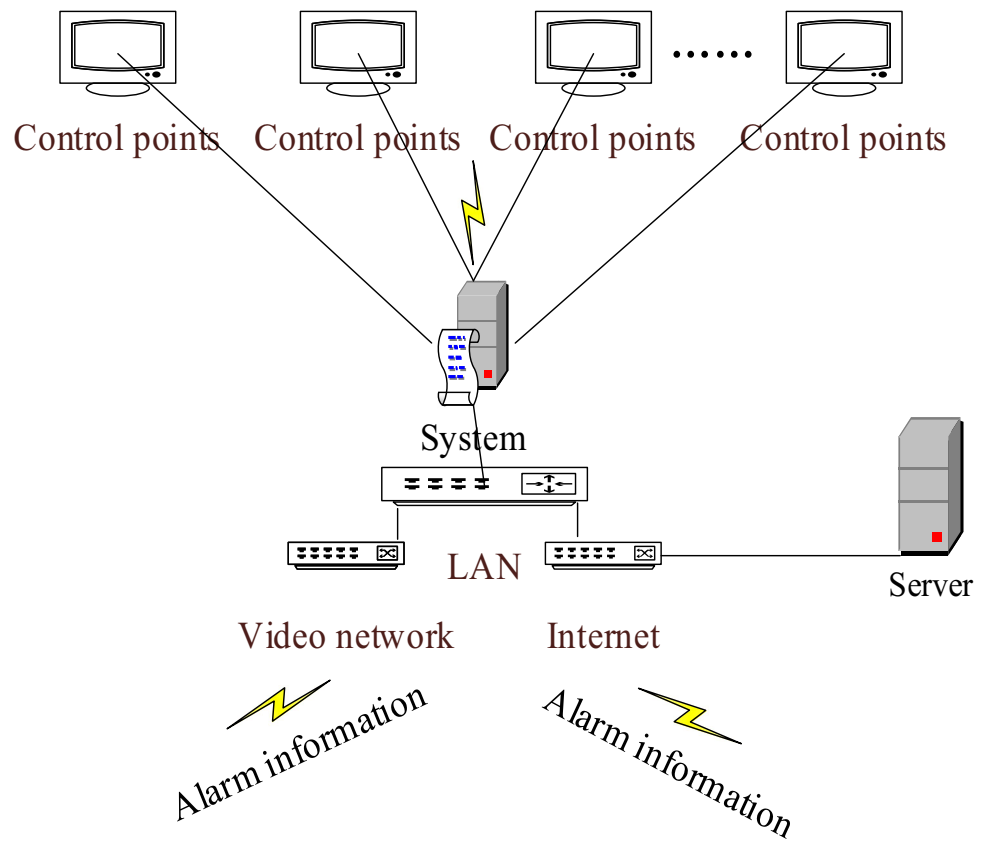 Control points
Control points
Control points
Control points
System
LAN
Server
Video network
Internet
Alarm information
Alarm information